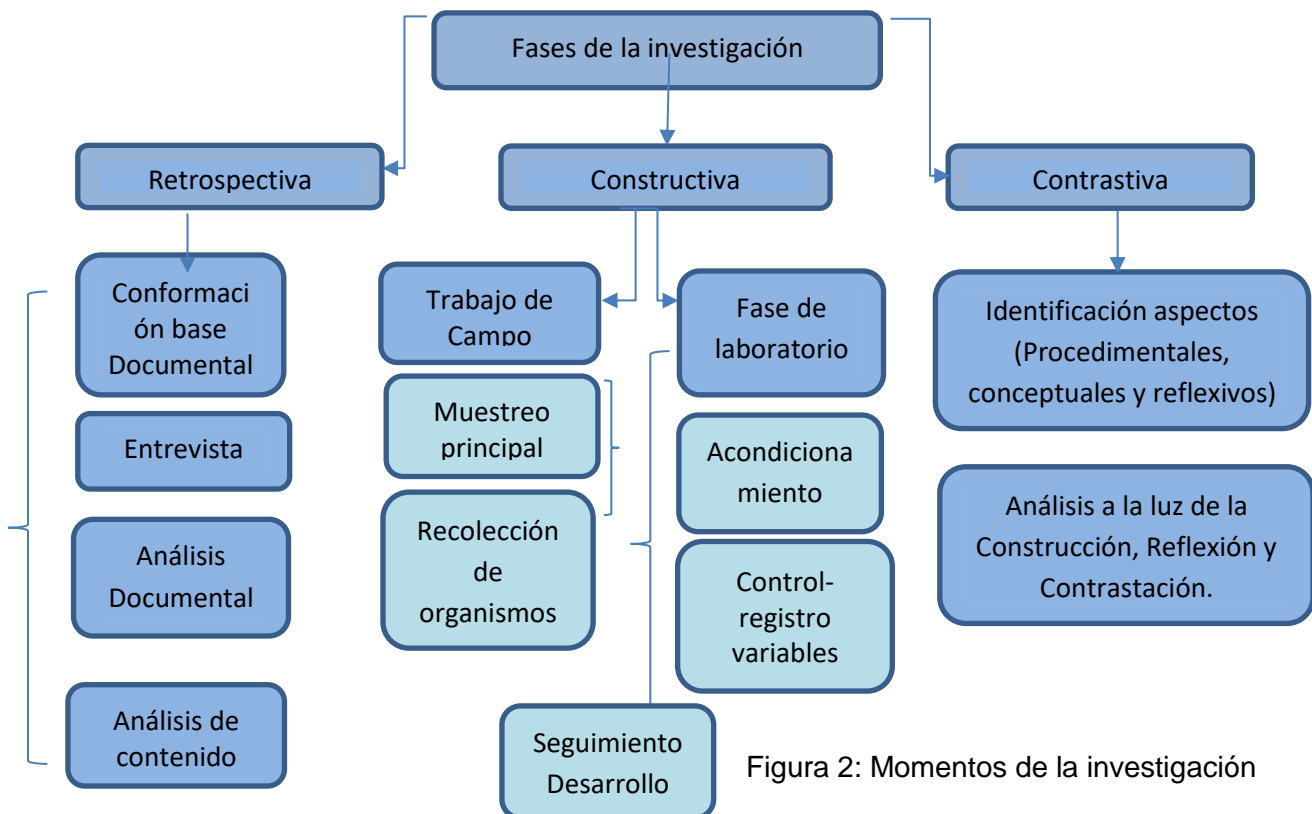 Fases de la investigación
Retrospectiva
Constructiva
Contrastiva
Conformaci
ón base
Documental
Entrevista
Análisis
Documental
Análisis de
contenido
Trabajo de
Campo
Muestreo
principal
Recolección
de
organismos
Fase de
laboratorio
Acondiciona
miento
Control-
registro
variables
Seguimiento
Desarrollo
Identificación aspectos
(Procedimentales,
conceptuales y reflexivos)
Análisis a la luz de la
Construcción, Reflexión y
Contrastación.
Figura 2: Momentos de la investigación